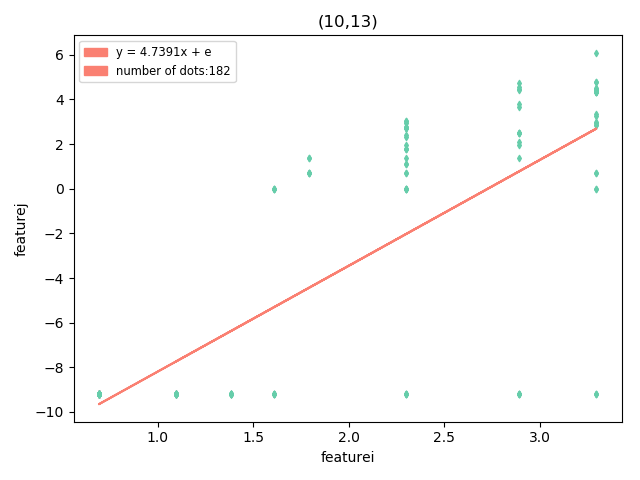 (10,13)
y = 4.7391x + e
number of dots:182
6
4
2
0
−2
−4
−6
−8
−10
featurej
1.0 1.5 2.0 2.5 3.0
featurei